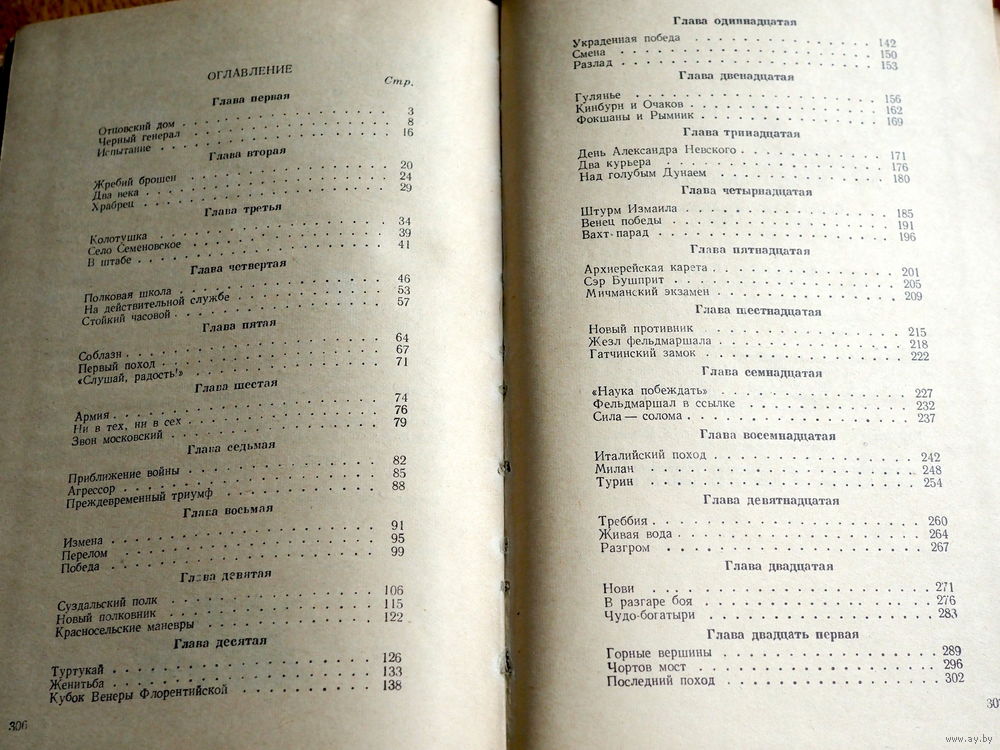 ОГЛАВЛЕНИЕ
Стр.
Глава первая
Отцовский дом . . . . . . . . . . . . . . . 3
Черный генерал . . . . . . . . . . . . . . . 8
Испытание . . . . . . . . . . . . . . . 16
Глава вторая
Жребий брошен . . . . . . . . . . . . . . . 20
Два века . . . . . . . . . . . . . . . 24
Храбрец . . . . . . . . . . . . . . . 29
Глава третья
Колотушка . . . . . . . . . . . . . . . 34
Село Семеновское . . . . . . . . . . . . . . . 39
В штабе . . . . . . . . . . . . . . . 41
Глава четвертая
Полковая школа . . . . . . . . . . . . . . . 46
На действительной службе . . . . . . . . . . . . 53
Стойкий часовой . . . . . . . . . . . . . . . 57
Глава пятая
Соблазн . . . . . . . . . . . . . . . 64
Первый поход . . . . . . . . . . . . . . . 67
«Слушай, радость!» . . . . . . . . . . . . . . . 71
Глава шестая
Армия . . . . . . . . . . . . . . . 74
Ни в тех, ни в сех . . . . . . . . . . . . . . . 76
Звон московский . . . . . . . . . . . . . . . 79
Глава седьмая
Приближение войны . . . . . . . . . . . . . . . 82
Агрессор . . . . . . . . . . . . . . . 85
Преждевременный триумф . . . . . . . . . . . . 88
Глава восьмая
Измена . . . . . . . . . . . . . . . 91
Перелом . . . . . . . . . . . . . . . 95
Победа . . . . . . . . . . . . . . . 99
Глава девятая
Суздальский полк . . . . . . . . . . . . . . . 106
Новый полковник . . . . . . . . . . . . . . . 115
Красносельские маневры . . . . . . . . . . . . 122
Глава десятая
Туртукай . . . . . . . . . . . . . . . 126
Женитьба . . . . . . . . . . . . . . . 133
Кубок Венеры Флорентийской . . . . . . . . . . 138
306
Глава одиннадцатая
Украденная победа . . . . . . . . . . . . . . . 142
Смена . . . . . . . . . . . . . . . 150
Разлад . . . . . . . . . . . . . . . 153
Глава двенадцатая
Гулянье . . . . . . . . . . . . . . . 156
Кинбурн и Очаков . . . . . . . . . . . . . . . 162
Фокшаны и Рымник . . . . . . . . . . . . . . . 169
Глава тринадцатая
День Александра Невского . . . . . . . . . . . 171
Два курьера . . . . . . . . . . . . . . . 176
Над голубым Дунаем . . . . . . . . . . . . . . . 180
Глава четырнадцатая
Штурм Измаила . . . . . . . . . . . . . . . 185
Венец победы . . . . . . . . . . . . . . . 191
Вахт-парад . . . . . . . . . . . . . . . 196
Глава пятнадцатая
Архиерейская карета . . . . . . . . . . . . . . . 201
Сэр Бушприт . . . . . . . . . . . . . . . 205
Мичманский экзамен . . . . . . . . . . . . . . . 209
Глава шестнадцатая
Новый противник . . . . . . . . . . . . . . . 215
Жезл фельдмаршала . . . . . . . . . . . . . . . 218
Гатчинский замок . . . . . . . . . . . . . . . 222
Глава семнадцатая
«Наука побеждать» . . . . . . . . . . . . . . . 227
Фельдмаршал в ссылке . . . . . . . . . . . . . . . 232
Сила — солома . . . . . . . . . . . . . . . 237
Глава восемнадцатая
Италийский поход . . . . . . . . . . . . . . . 242
Милан . . . . . . . . . . . . . . . 248
Турин . . . . . . . . . . . . . . . 254
Глава девятнадцатая
Треббия . . . . . . . . . . . . . . . 260
Живая вода . . . . . . . . . . . . . . . 264
Разгром . . . . . . . . . . . . . . . 267
Глава двадцатая
Нови . . . . . . . . . . . . . . . 271
В разгаре боя . . . . . . . . . . . . . . . 276
Чудо-богатыри . . . . . . . . . . . . . . . 283
Глава двадцать первая
Горные вершины . . . . . . . . . . . . . . . 289
Чортов мост . . . . . . . . . . . . . . . 296
Последний поход . . . . . . . . . . . . . . . 302
www.ay.by